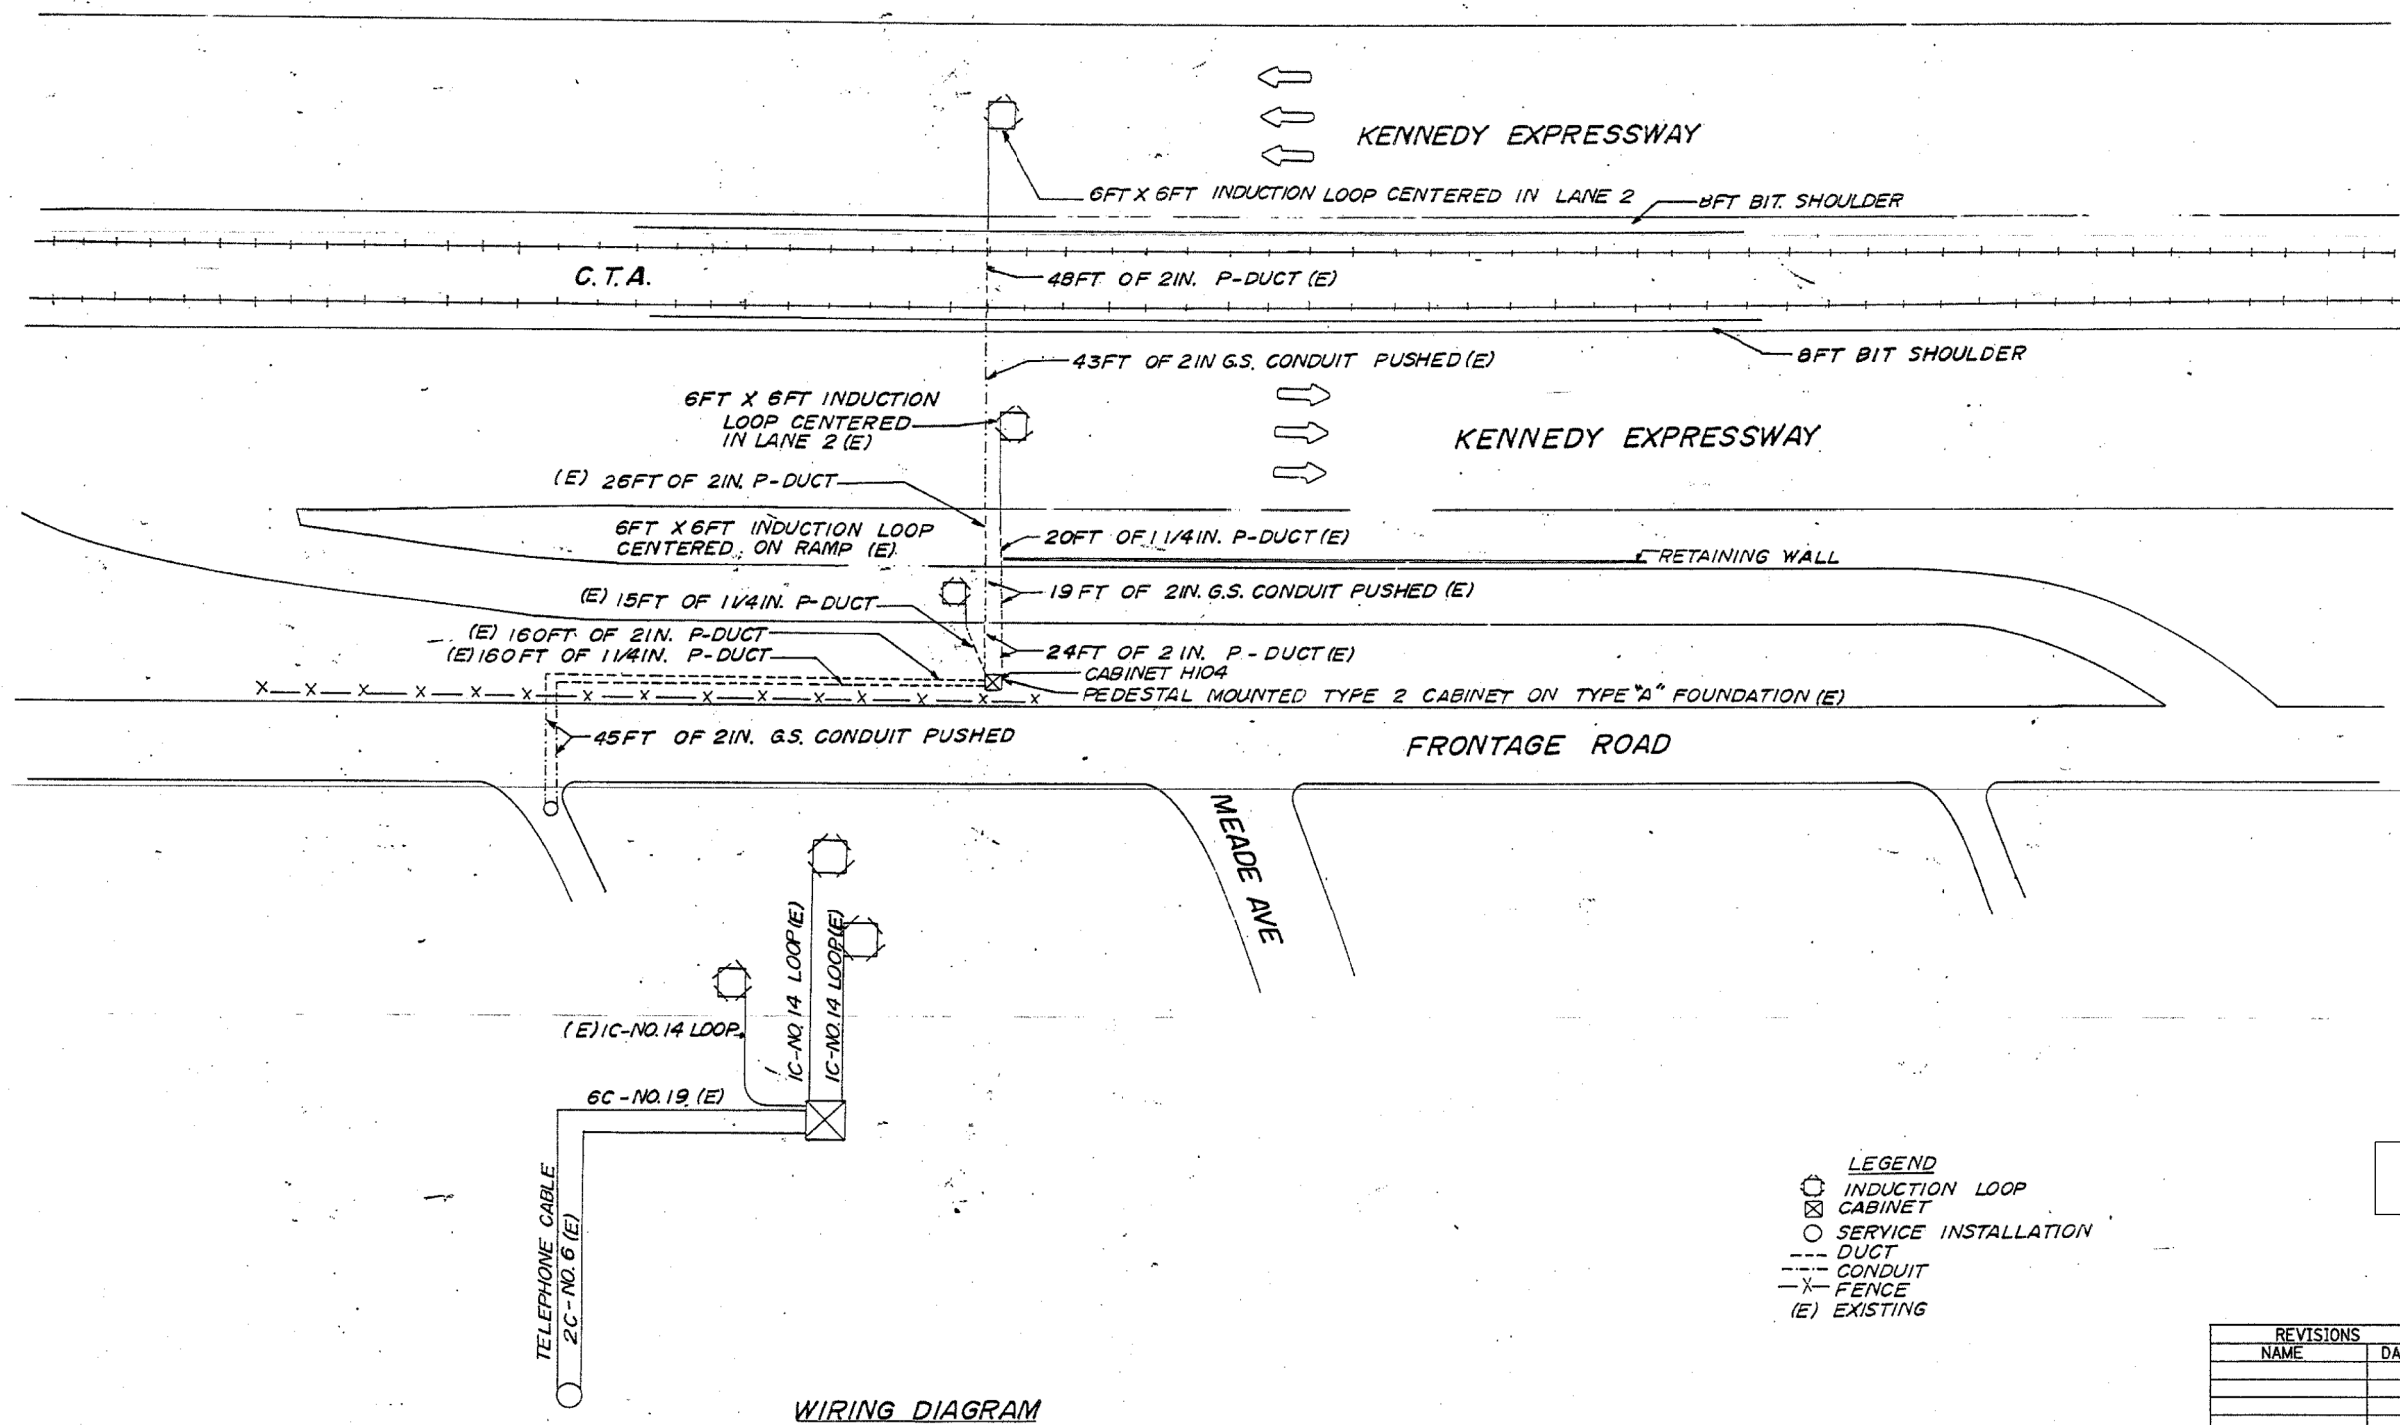 KENNEDY EXPRESSWAY
6FT X 6FT INDUCTION LOOP CENTERED IN LANE 2
8FT BIT. SHOULDER
C.T.A.
48FT OF 2IN. P-DUCT (E)
43FT OF 2IN G.S. CONDUIT PUSHED (E)
8FT BIT SHOULDER
6FT X 6FT INDUCTION
LOOP CENTERED
IN LANE 2 (E)
KENNEDY EXPRESSWAY
(E) 26FT OF 2IN. P-DUCT
6FT X 6FT INDUCTION LOOP
CENTERED ON RAMP (E)
20FT OF 1 1/4IN. P-DUCT (E)
RETAINING WALL
(E) 15FT OF 1 1/4IN. P-DUCT
19 FT OF 2IN. G.S. CONDUIT PUSHED (E)
(E) 160FT OF 2IN. P-DUCT
(E) 160FT OF 1 1/4IN. P-DUCT
24FT OF 2 IN. P-DUCT (E)
CABINET H104
PEDESTAL MOUNTED TYPE 2 CABINET ON TYPE "A" FOUNDATION (E)
45FT OF 2IN. G.S. CONDUIT PUSHED
FRONTAGE ROAD
MEADE AVE
1C-NO. 14 LOOP (E)
1C-NO. 14 LOOP (E)
(E) 1C-NO. 14 LOOP
6C-NO. 19 (E)
TELEPHONE CABLE
2C-NO. 6 (E)
WIRING DIAGRAM
LEGEND
INDUCTION LOOP
CABINET
SERVICE INSTALLATION
DUCT
CONDUIT
—X— FENCE
(E) EXISTING
REVISIONS
NAME DA